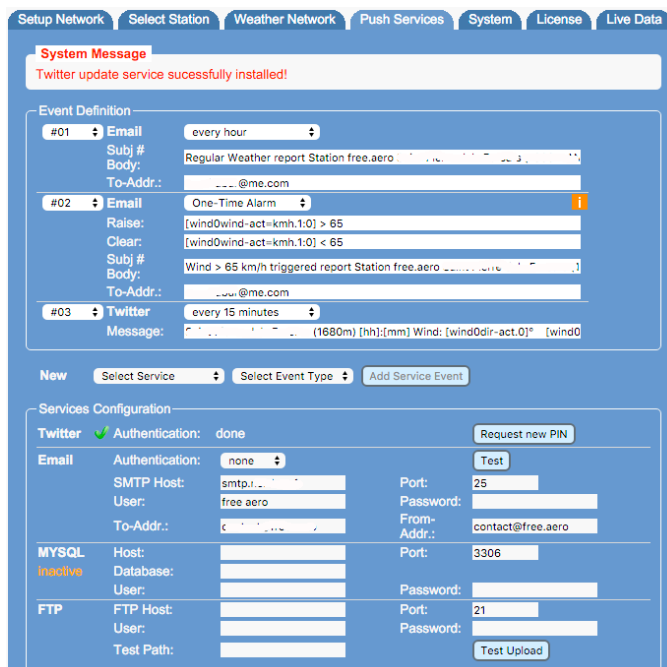 Setup Network Select Station Weather Network Push Services System License Live Data
System Message
Twitter update service sucessfully installed!
Event Definition
#01 Email every hour
Subj # Body: Regular Weather report Station free.aero
To-Addr.: @me.com
#02 Email One-Time Alarm i
Raise: [wind0wind-act=kmh.1:0] > 65
Clear: [wind0wind-act=kmh.1:0] < 65
Subj # Body: Wind > 65 km/h triggered report Station free.aero
To-Addr.: @me.com
#03 Twitter every 15 minutes
Message: (1680m) [hh]:[mm] Wind: [wind0dir-act.0]° [wind0
New Select Service Select Event Type Add Service Event
Services Configuration
Twitter Authentication: done Request new PIN
Email Authentication: none Test
SMTP Host: smtp. Port: 25
User: free aero Password:
To-Addr.: From-Addr.: contact@free.aero
MYSQL Host: Port: 3306
inactive Database:
User: Password:
FTP FTP Host: Port: 21
User: Password:
Test Path: Test Upload